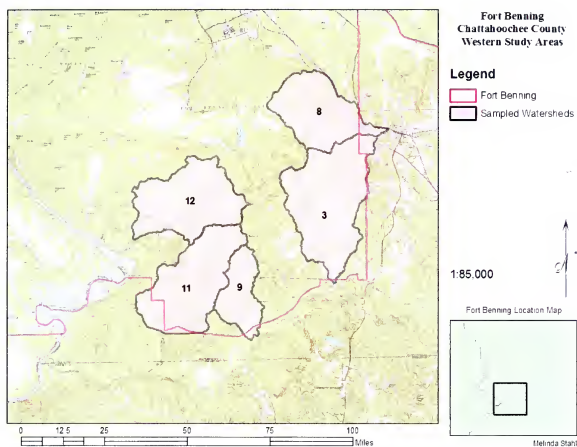 Fort Benning
Chattahoochee County
Western Study Areas
Legend
Fort Benning
Sampled Watersheds
8
12
3
11
9
1:85,000
Fort Benning Location Map
0 12.5 25 50 75 100
Miles
Melinda Stahl